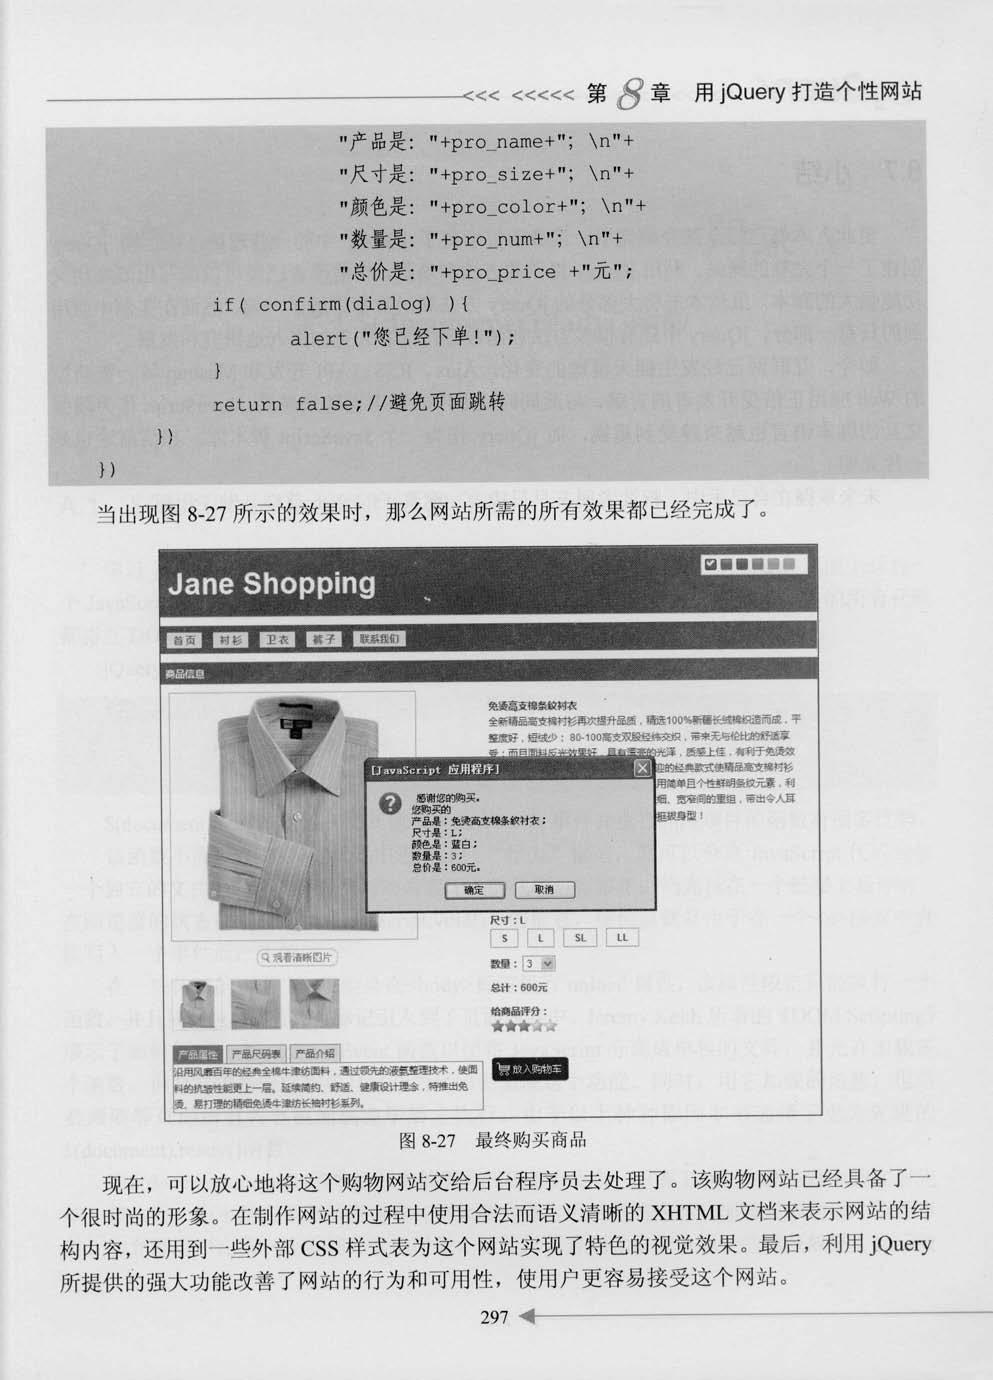 <<< <<<<< 第8章 用 jQuery 打造个性网站
"产品是："+pro_name+"; \n"+
"尺寸是："+pro_size+"; \n"+
"颜色是："+pro_color+"; \n"+
"数量是："+pro_num+"; \n"+
"总价是："+pro_price +"元";
if( confirm(dialog) ){
alert("您已经下单!");
}
return false;//避免页面跳转
})
})
当出现图 8-27 所示的效果时，那么网站所需的所有效果都已经完成了。
Jane Shopping
首页 衬衫 卫衣 裤子 联系我们
商品信息
免烫高支棉条纹衬衣
全新精品高支棉衬衫再次提升品质，精选100%新疆长绒棉织造而成，平
整度好，短绒少；80-100高支双股经纬交织，带来无与伦比的舒适享
受；而且面料反光效果好，具有漂亮的光泽，质感上佳，有利于免烫效
迎的经典款式使精品高支棉衬衫
用简单且个性鲜明条纹元素，利
细、宽窄间的重组，带出令人耳
挺拔身型！
[JavaScript 应用程序]
感谢您的购买。
您购买的
产品是：免烫高支棉条纹衬衣；
尺寸是：L；
颜色是：蓝白；
数量是：3；
总价是：600元。
确定 取消
尺寸：L
S L SL LL
观看清晰图片
数量：3
总计：600元
给商品评分：
产品属性 产品尺码表 产品介绍
放入购物车
沿用风靡百年的经典全棉牛津纺面料，通过领先的液氨整理技术，使面
料的抗皱性能更上一层。延续简约、舒适、健康设计理念，特推出免
烫、易打理的精细免烫牛津纺长袖衬衫系列。
图 8-27 最终购买商品
现在，可以放心地将这个购物网站交给后台程序员去处理了。该购物网站已经具备了一
个很时尚的形象。在制作网站的过程中使用合法而语义清晰的 XHTML 文档来表示网站的结
构内容，还用到一些外部 CSS 样式表为这个网站实现了特色的视觉效果。最后，利用 jQuery
所提供的强大功能改善了网站的行为和可用性，使用户更容易接受这个网站。
297